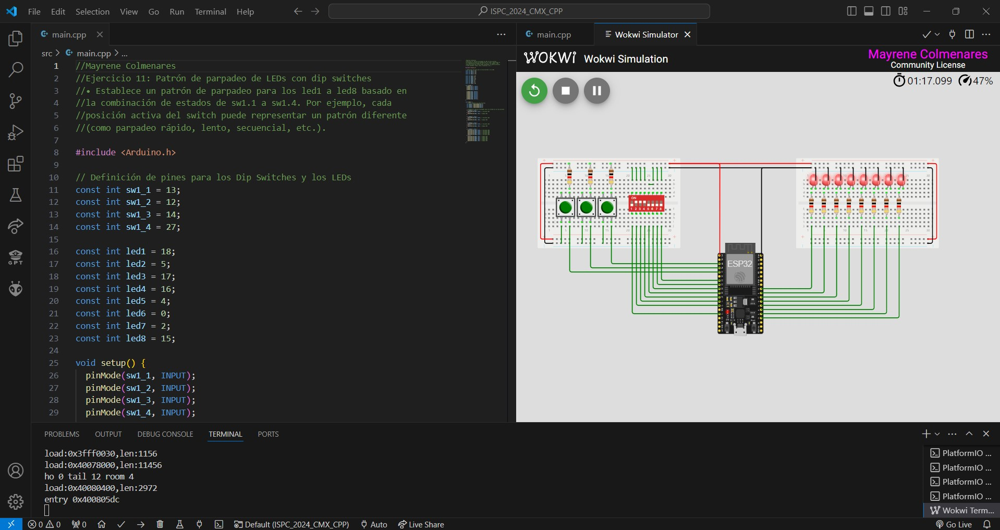 File Edit Selection View Go Run Terminal Help
ISPC_2024_CMX_CPP
main.cpp
src > main.cpp > ...
1 //Mayrene Colmenares
2 //Ejercicio 11: Patrón de parpadeo de LEDs con dip switches
3 //• Establece un patrón de parpadeo para los led1 a led8 basado en
4 //la combinación de estados de sw1.1 a sw1.4. Por ejemplo, cada
5 //posición activa del switch puede representar un patrón diferente
6 //(como parpadeo rápido, lento, secuencial, etc.).
7
8 #include <Arduino.h>
9
10 // Definición de pines para los Dip Switches y los LEDs
11 const int sw1_1 = 13;
12 const int sw1_2 = 12;
13 const int sw1_3 = 14;
14 const int sw1_4 = 27;
15
16 const int led1 = 18;
17 const int led2 = 5;
18 const int led3 = 17;
19 const int led4 = 16;
20 const int led5 = 4;
21 const int led6 = 0;
22 const int led7 = 2;
23 const int led8 = 15;
24
25 void setup() {
26 pinMode(sw1_1, INPUT);
27 pinMode(sw1_2, INPUT);
28 pinMode(sw1_3, INPUT);
29 pinMode(sw1_4, INPUT);
main.cpp
Wokwi Simulator
WOKWi Wokwi Simulation
Mayrene Colmenares
Community License
01:17.099 47%
ON
1 2 3 4 5 6 7 8
ESP32
PROBLEMS OUTPUT DEBUG CONSOLE TERMINAL PORTS
load:0x3fff0030,len:1156
load:0x40078000,len:11456
ho 0 tail 12 room 4
load:0x40080400,len:2972
entry 0x400805dc
PlatformIO ...
PlatformIO ...
PlatformIO ...
PlatformIO ...
Wokwi Term...
GPT
0 0 0 Default (ISPC_2024_CMX_CPP) Auto Live Share Go Live